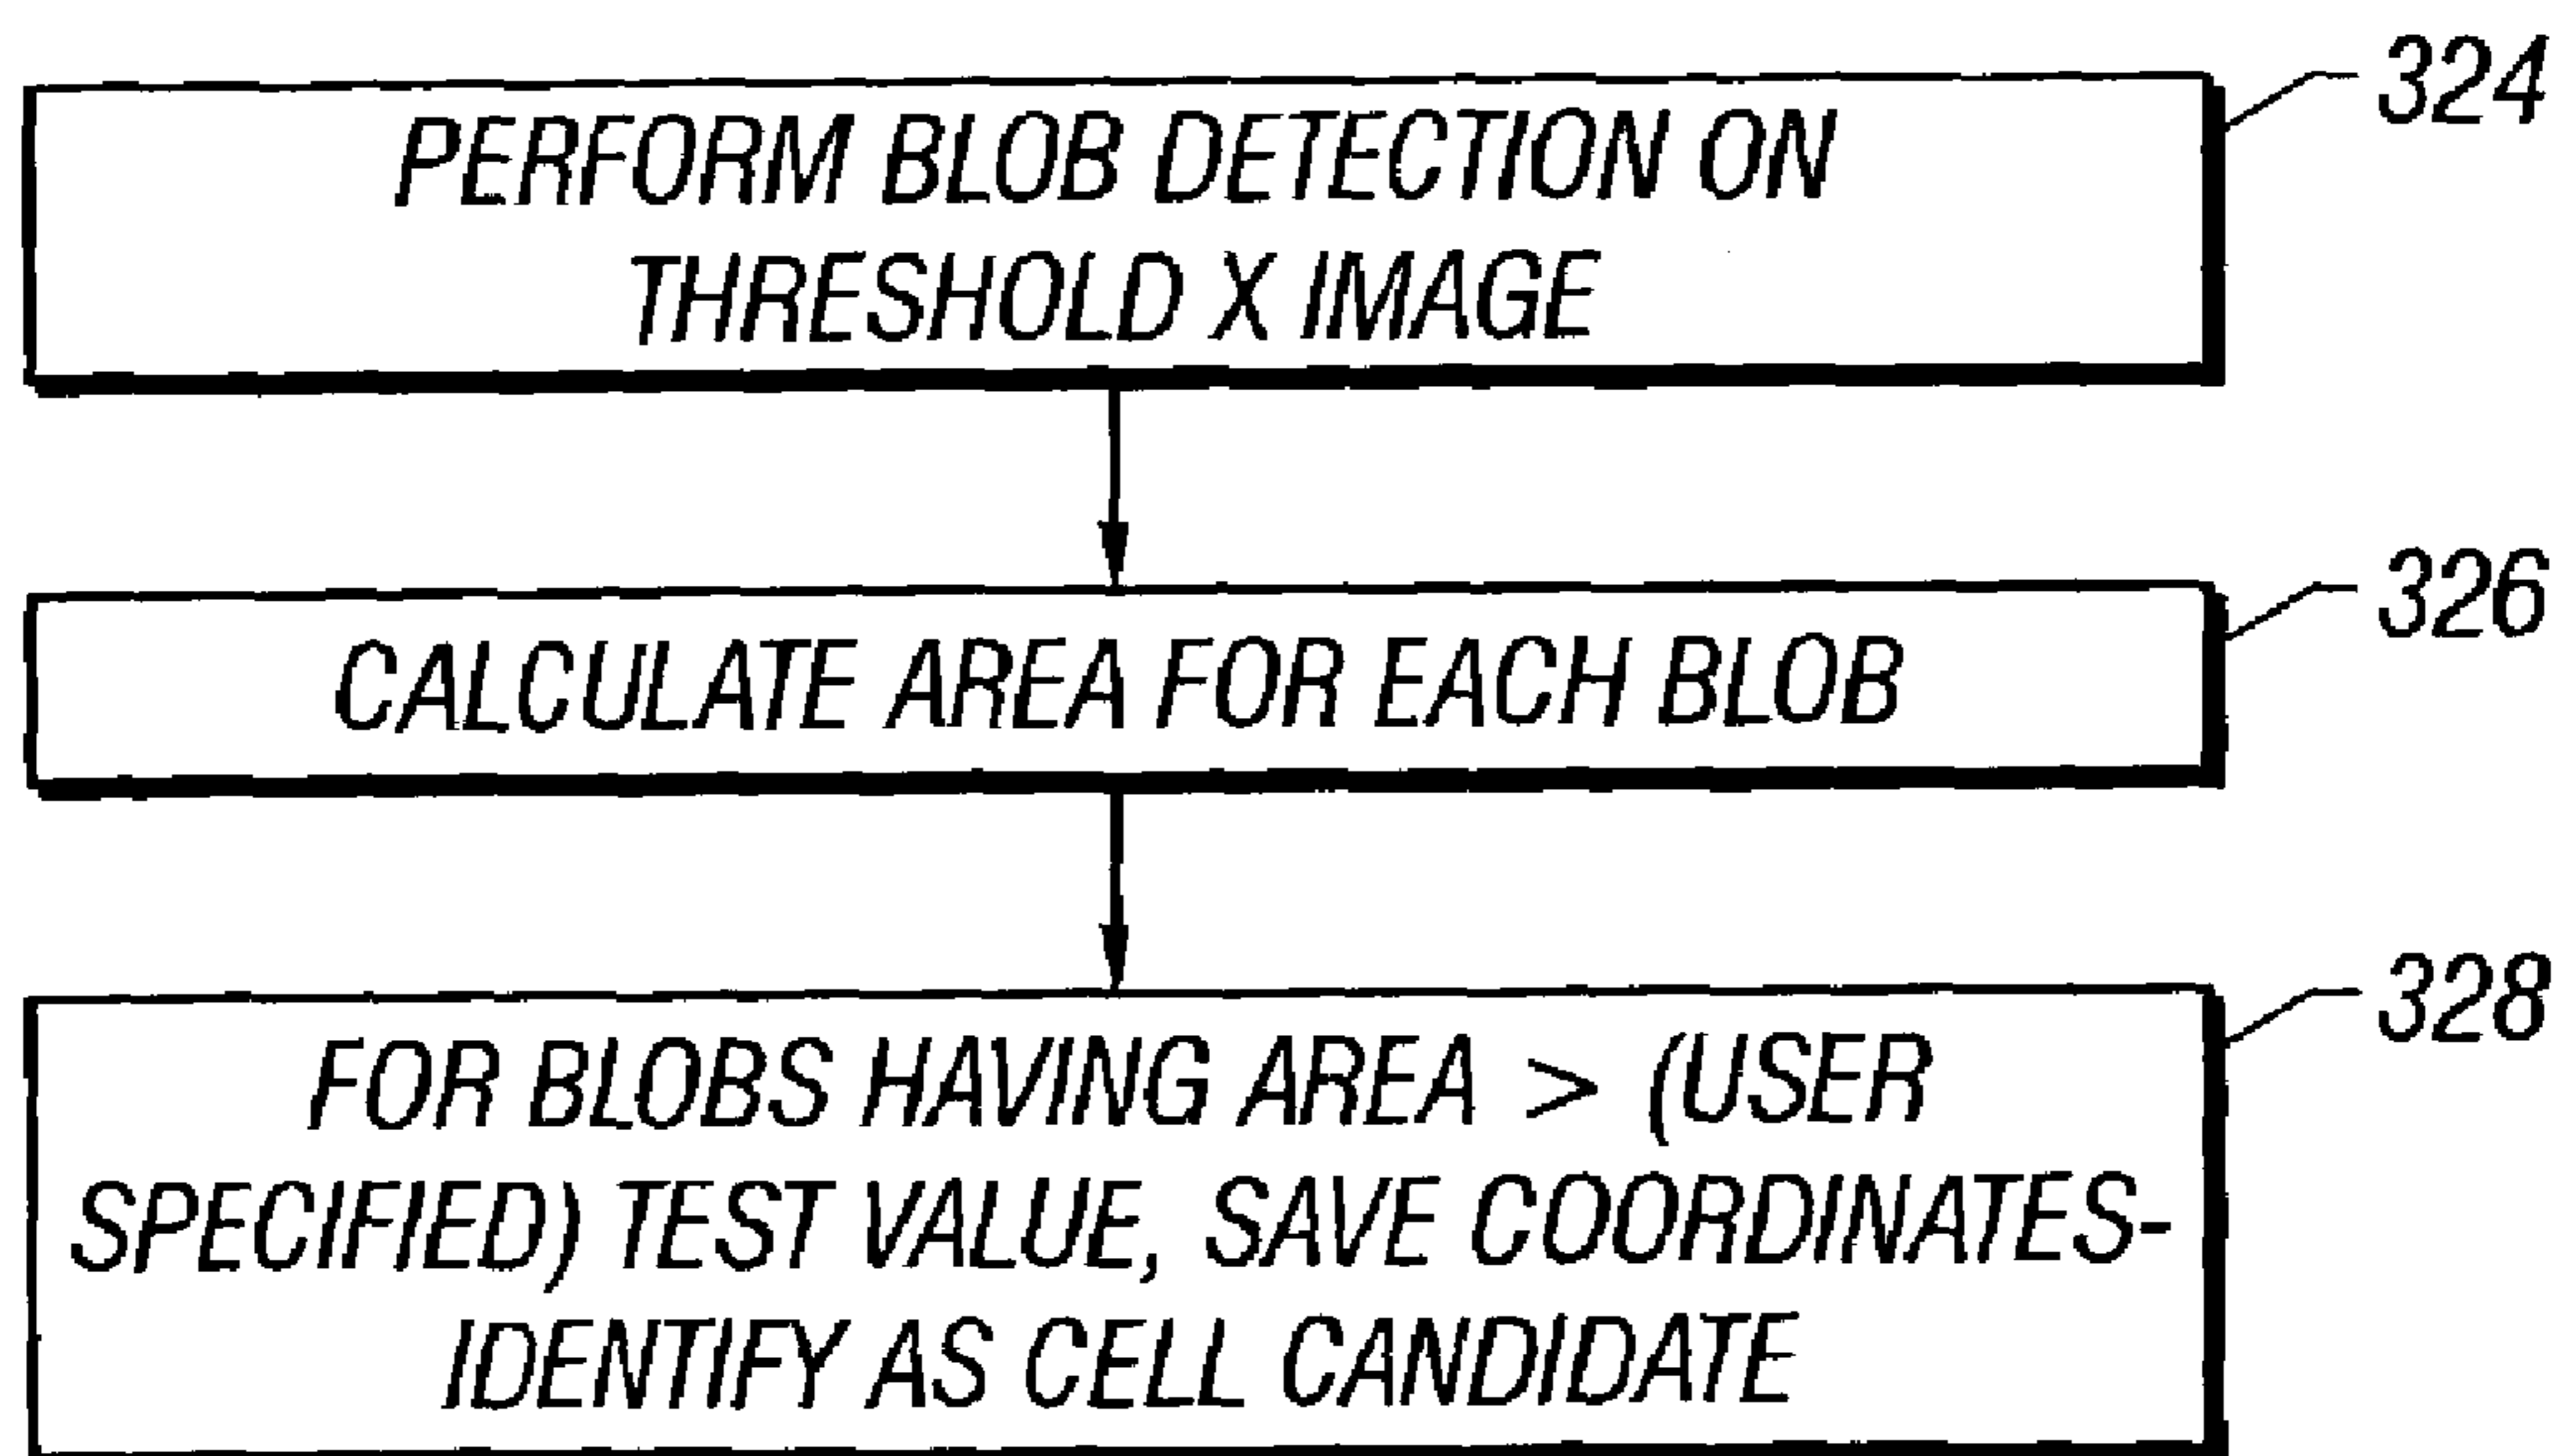 324
PERFORM BLOB DETECTION ON
THRESHOLD X IMAGE
326
CALCULATE AREA FOR EACH BLOB
328
FOR BLOBS HAVING AREA > (USER
SPECIFIED) TEST VALUE, SAVE COORDINATES-
IDENTIFY AS CELL CANDIDATE